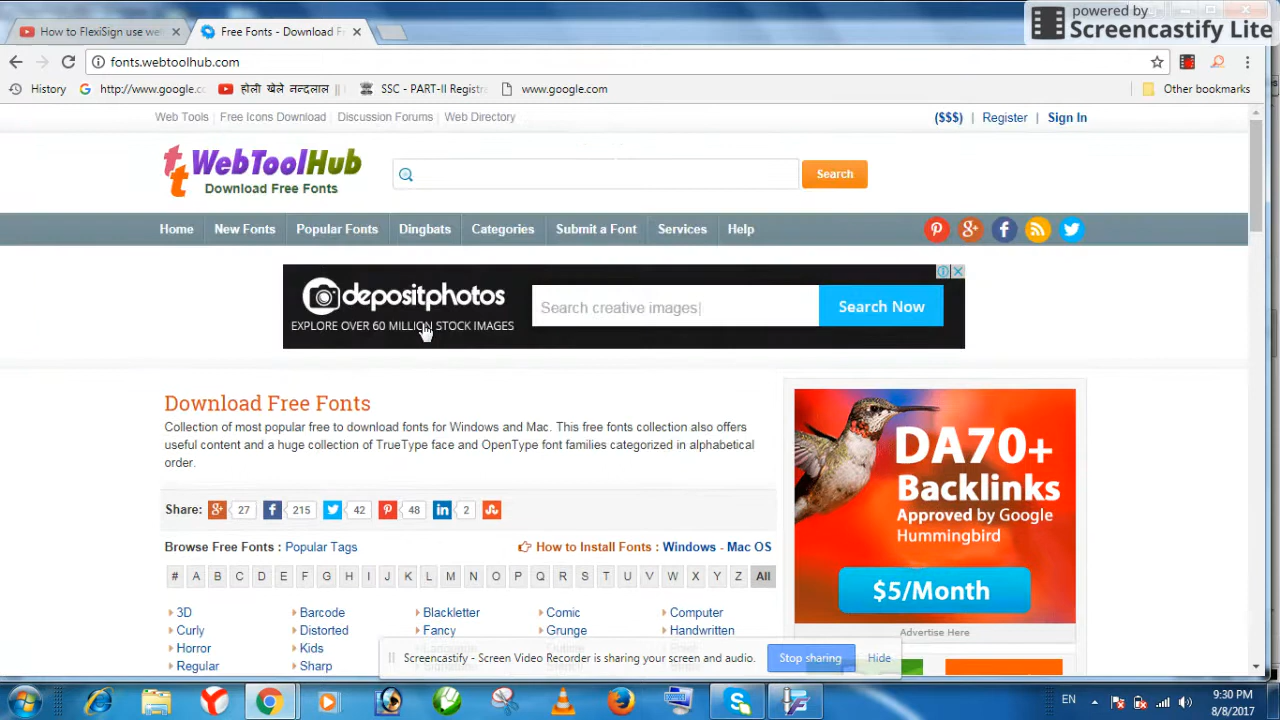 powered by
Screencastify Lite
How to FlexiSign use we
Free Fonts - Download F
fonts.webtoolhub.com
History
http://www.google.c
होली खेले नन्दलाल ||
SSC - PART-II Registr
www.google.com
Other bookmarks
Web Tools | Free Icons Download | Discussion Forums | Web Directory
($$$) | Register | Sign In
WebToolHub
Download Free Fonts
Search
Home New Fonts Popular Fonts Dingbats Categories Submit a Font Services Help
depositphotos
EXPLORE OVER 60 MILLION STOCK IMAGES
Search creative images|
Search Now
Download Free Fonts
Collection of most popular free to download fonts for Windows and Mac. This free fonts collection also offers
useful content and a huge collection of TrueType face and OpenType font families categorized in alphabetical
order.
Share: 27 215 42 48 2
Browse Free Fonts : Popular Tags
How to Install Fonts : Windows - Mac OS
# A B C D E F G H I J K L M N O P Q R S T U V W X Y Z All
3D Barcode Blackletter Comic Computer
Curly Distorted Fancy Grunge Handwritten
Horror Kids
Regular Sharp
DA70+
Backlinks
Approved by Google
Hummingbird
$5/Month
Advertise Here
Screencastify - Screen Video Recorder is sharing your screen and audio.
Stop sharing
Hide
EN
9:30 PM
8/8/2017